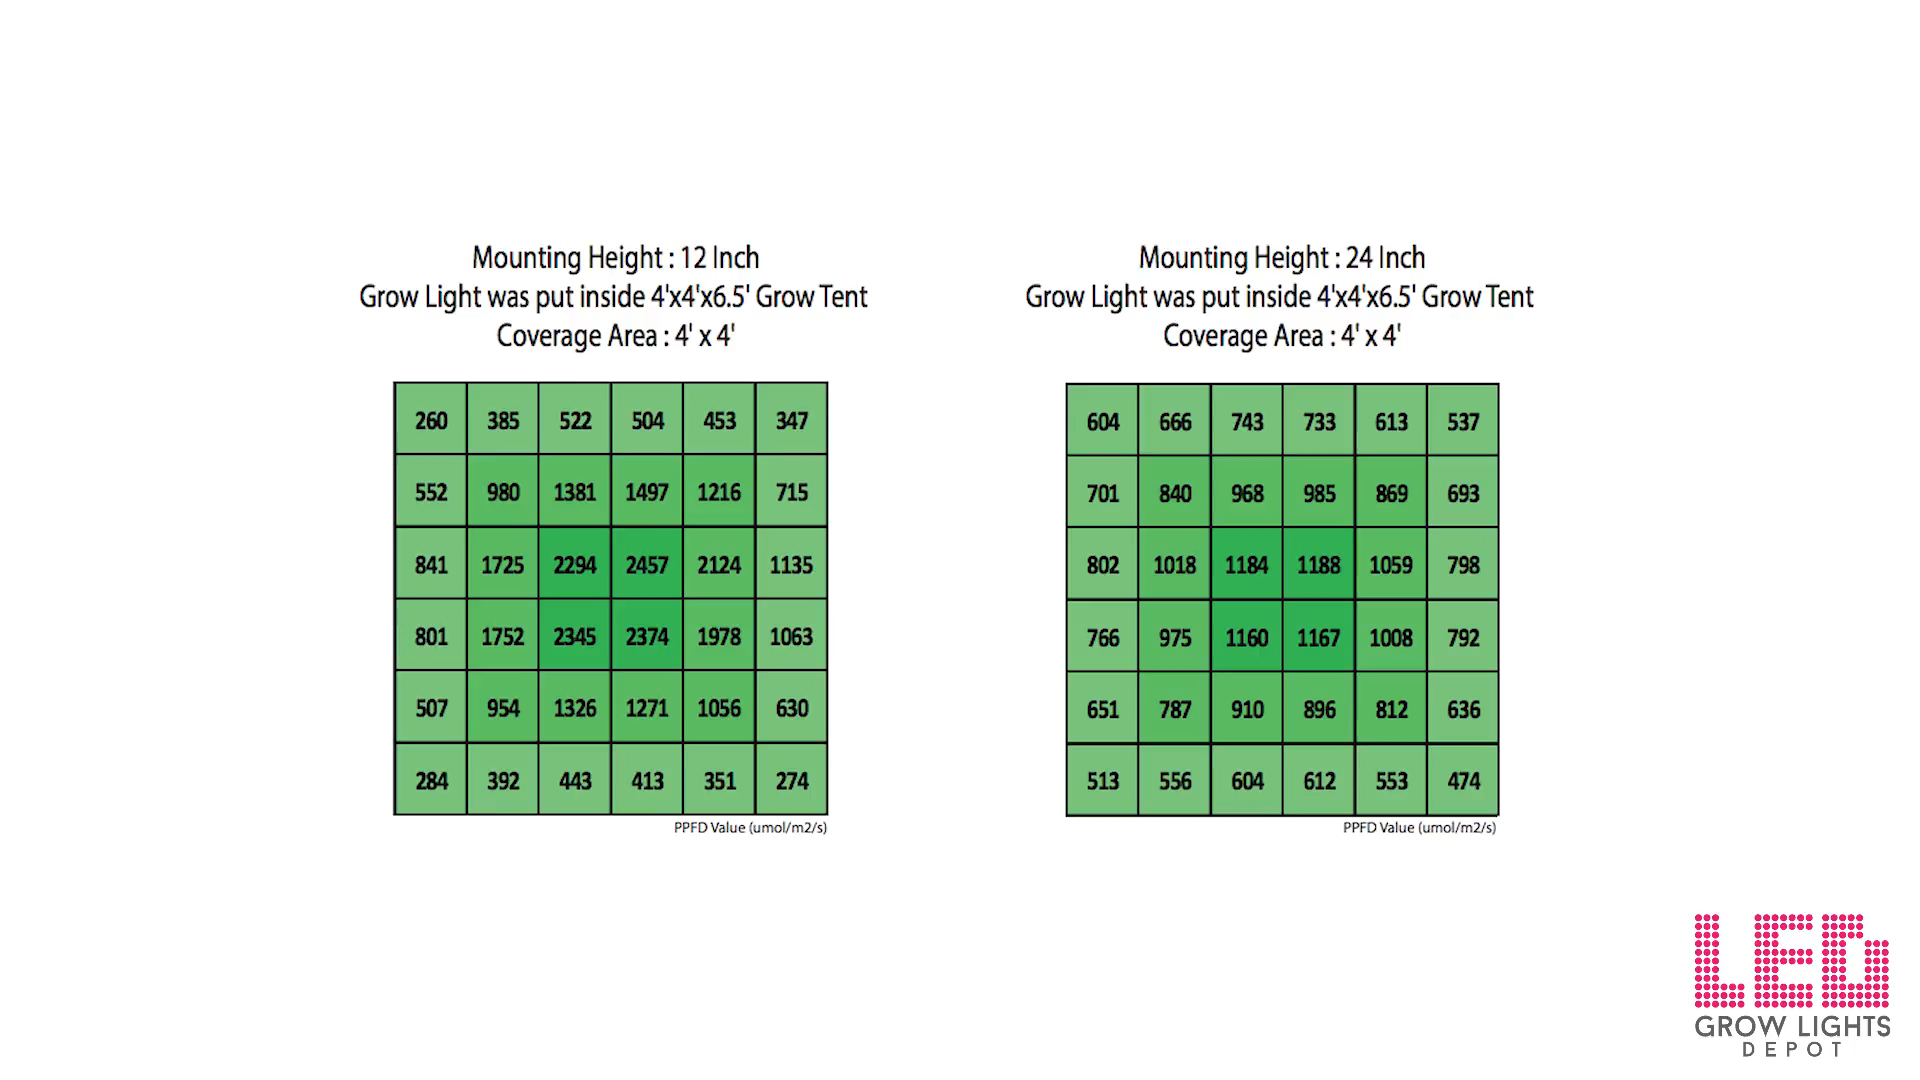 Mounting Height : 12 Inch
Grow Light was put inside 4'x4'x6.5' Grow Tent
Coverage Area : 4' x 4'
260 385 522 504 453 347
552 980 1381 1497 1216 715
841 1725 2294 2457 2124 1135
801 1752 2345 2374 1978 1063
507 954 1326 1271 1056 630
284 392 443 413 351 274
PPFD Value (umol/m2/s)
Mounting Height : 24 Inch
Grow Light was put inside 4'x4'x6.5' Grow Tent
Coverage Area : 4' x 4'
604 666 743 733 613 537
701 840 968 985 869 693
802 1018 1184 1188 1059 798
766 975 1160 1167 1008 792
651 787 910 896 812 636
513 556 604 612 553 474
PPFD Value (umol/m2/s)
LED
GROW LIGHTS
DEPOT